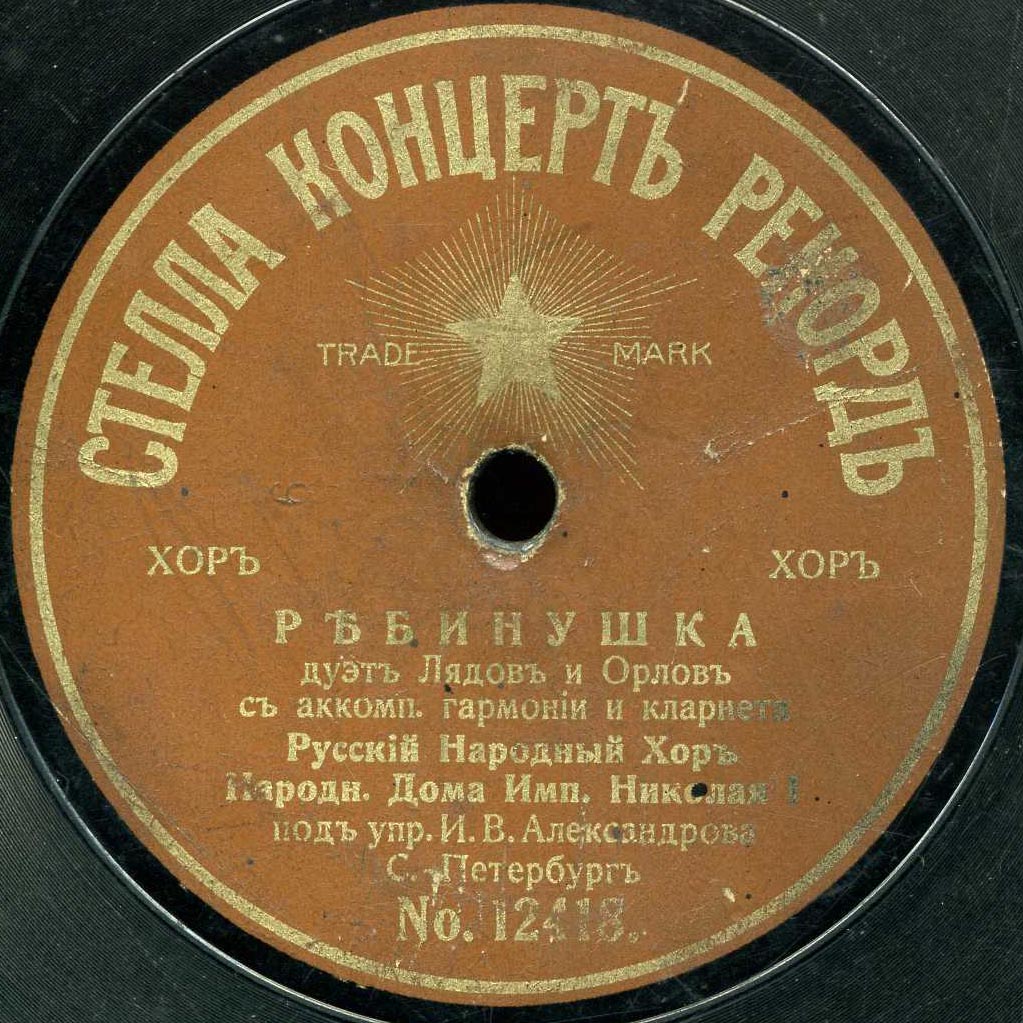 СТЕЛЛА КОНЦЕРТЪ РЕКОРДЪ
TRADE MARK
ХОРЪ ХОРЪ
РѢБИНУШКА
дуэтъ Лядовъ и Орловъ
съ аккомп. гармоніи и кларнета
Русскій Народный Хоръ
Народн. Дома Имп. Николая I
подъ упр. И. В. Александрова
С. Петербургъ
No. 12418.